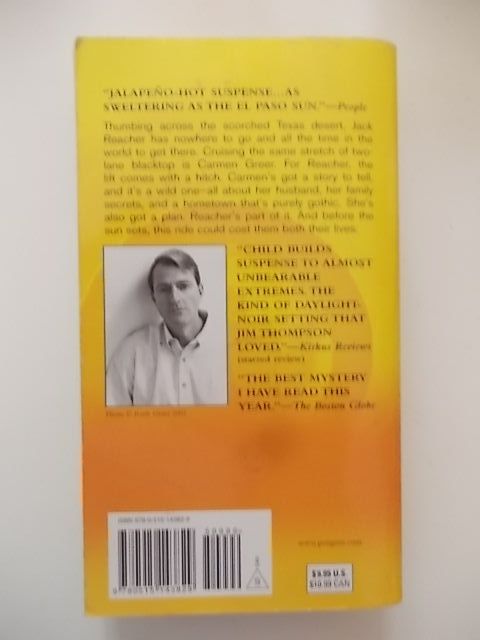 "JALAPEÑO-HOT SUSPENSE...AS
SWELTERING AS THE EL PASO SUN."—People
Thumbing across the scorched Texas desert, Jack
Reacher has nowhere to go and all the time in the
world to get there. Cruising the same stretch of two-
lane blacktop is Carmen Greer. For Reacher, the
lift comes with a hitch. Carmen's got a story to tell,
and it's a wild one—all about her husband, her family
secrets, and a hometown that's purely gothic. She's
also got a plan. Reacher's part of it. And before the
sun sets, this ride could cost them both their lives.
"CHILD BUILDS
SUSPENSE TO ALMOST
UNBEARABLE
EXTREMES. THE
KIND OF DAYLIGHT-
NOIR SETTING THAT
JIM THOMPSON
LOVED."—Kirkus Reviews
(starred review)
"THE BEST MYSTERY
I HAVE READ THIS
YEAR."—The Boston Globe
www.penguin.com
$9.99 U.S.